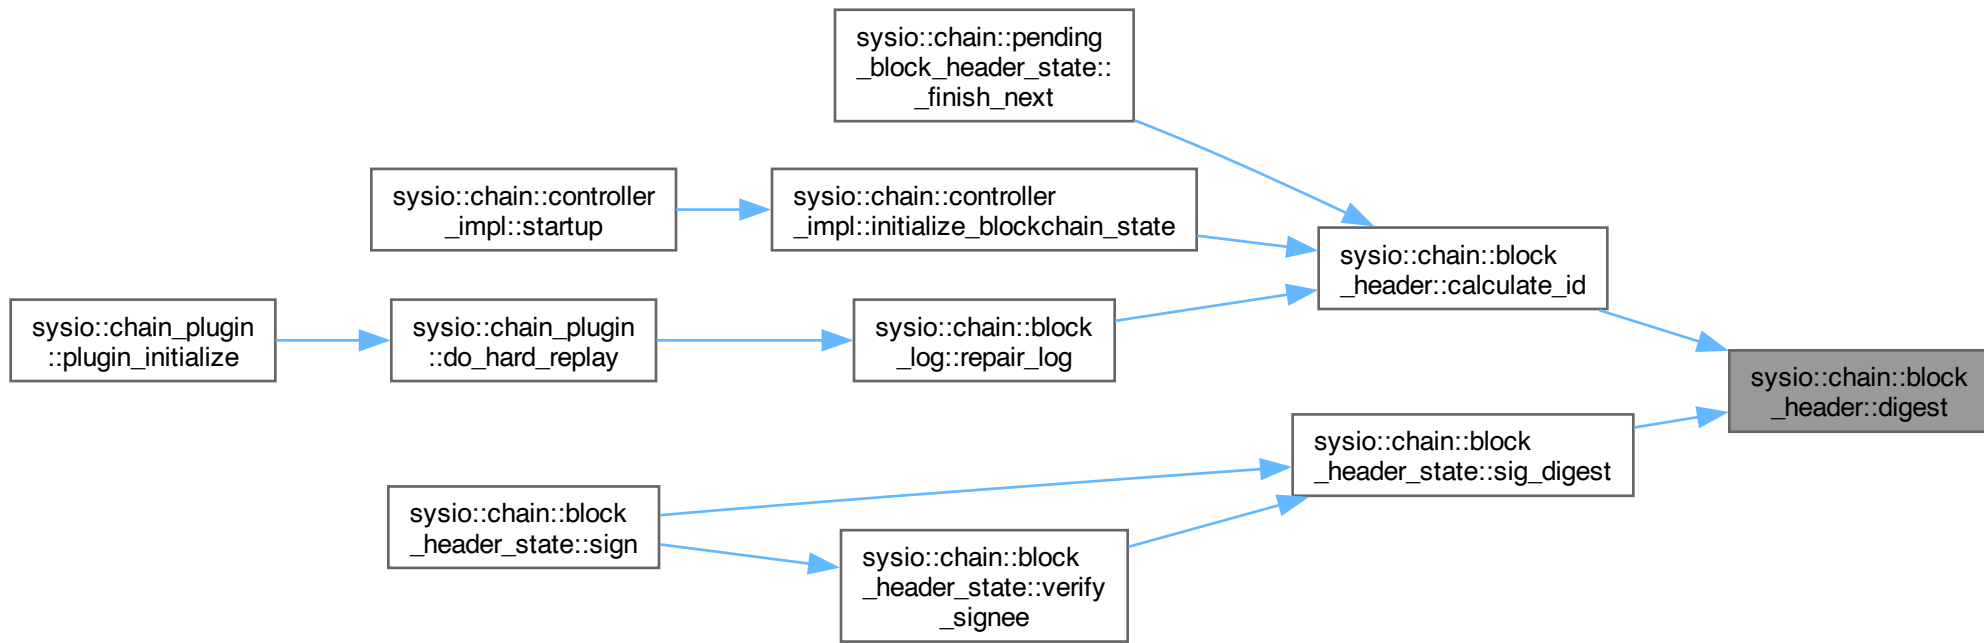 sysio::chain::pending
_block_header_state::
_finish_next
sysio::chain::controller
_impl::startup
sysio::chain::controller
_impl::initialize_blockchain_state
sysio::chain::block
_header::calculate_id
sysio::chain_plugin
::plugin_initialize
sysio::chain_plugin
::do_hard_replay
sysio::chain::block
_log::repair_log
sysio::chain::block
_header::digest
sysio::chain::block
_header_state::sig_digest
sysio::chain::block
_header_state::sign
sysio::chain::block
_header_state::verify
_signee